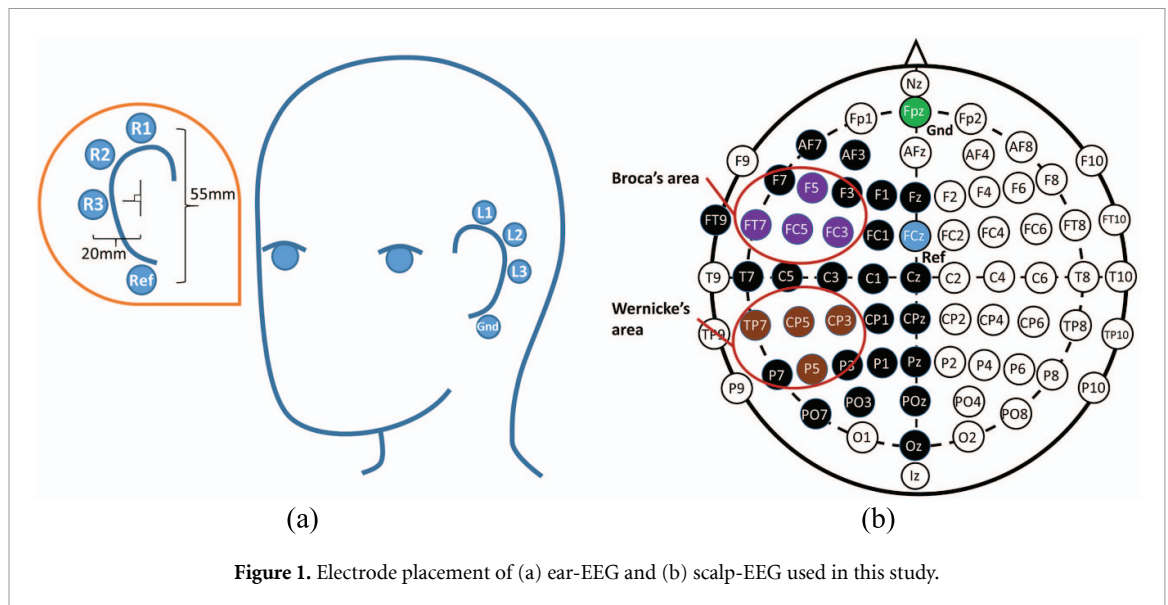 R1
R2
R3
Ref
55mm
20mm
L1
L2
L3
Gnd
(a)
Broca's area
Wernicke's
area
Nz
Fp1 Fpz Fp2
Gnd
AF7 AF3 AFz AF4 AF8
F9 F7 F5 F3 F1 Fz F2 F4 F6 F8 F10
FT9 FT7 FC5 FC3 FC1 FCz FC2 FC4 FC6 FT8 FT10
Ref
T9 T7 C5 C3 C1 Cz C2 C4 C6 T8 T10
TP9 TP7 CP5 CP3 CP1 CPz CP2 CP4 CP6 TP8 TP10
P9 P7 P5 P3 P1 Pz P2 P4 P6 P8 P10
PO7 PO3 POz PO4 PO8
O1 Oz O2
Iz
(b)
Figure 1. Electrode placement of (a) ear-EEG and (b) scalp-EEG used in this study.